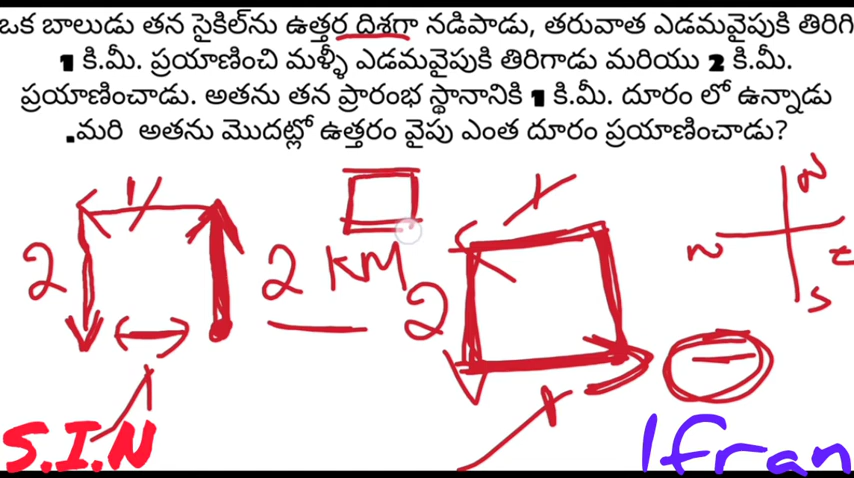 ఒక బాలుడు తన సైకిల్‌ను ఉత్తర దిశగా నడిపాడు, తరువాత ఎడమవైపుకి తిరిగి
1 కి.మీ. ప్రయాణించి మళ్ళీ ఎడమవైపుకి తిరిగాడు మరియు 2 కి.మీ.
ప్రయాణించాడు. అతను తన ప్రారంభ స్థానానికి 1 కి.మీ. దూరం లో ఉన్నాడు
.మరి అతను మొదట్లో ఉత్తరం వైపు ఎంత దూరం ప్రయాణించాడు?
1
1
N
2
2 KM
2
W
E
S
1
1
S.I.N
Ifran